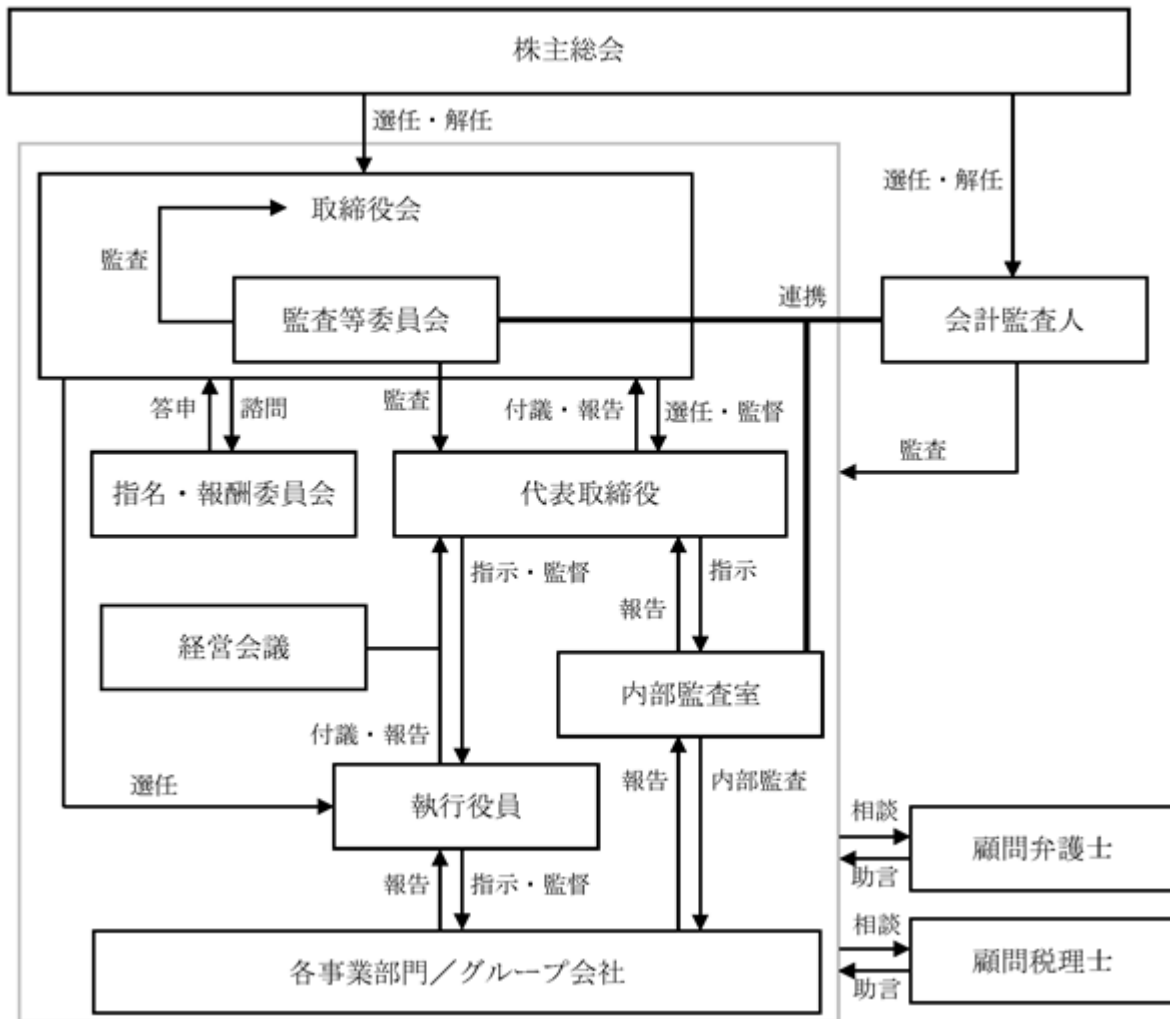 株主総会
選任・解任
選任・解任
取締役会
監査
監査等委員会
連携
会計監査人
答申
諮問
監査
付議・報告
選任・監督
監査
指名・報酬委員会
代表取締役
指示・監督
指示
報告
経営会議
内部監査室
付議・報告
選任
報告
内部監査
執行役員
相談
顧問弁護士
助言
報告
指示・監督
相談
各事業部門／グループ会社
顧問税理士
助言